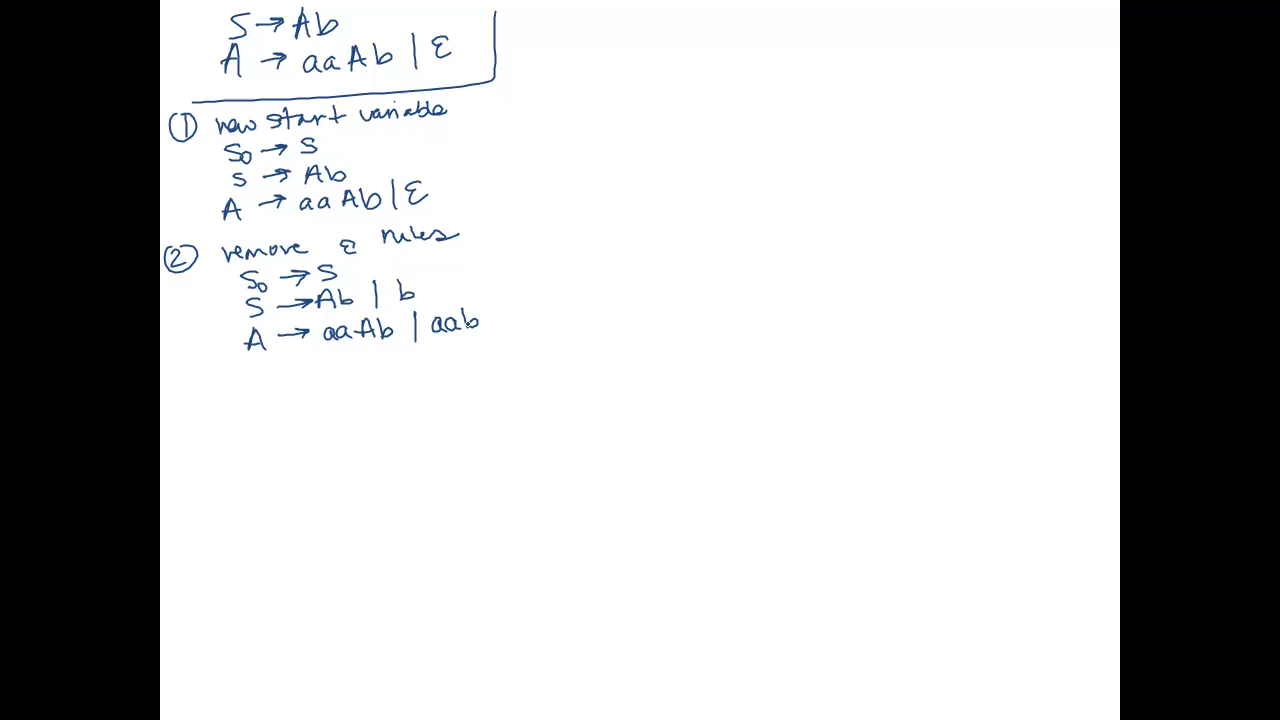 S → Ab
A → aaAb | ε
① new start variable
S₀ → S
S → Ab
A → aaAb | ε
② remove ε rules
S₀ → S
S → Ab | b
A → aaAb | aab